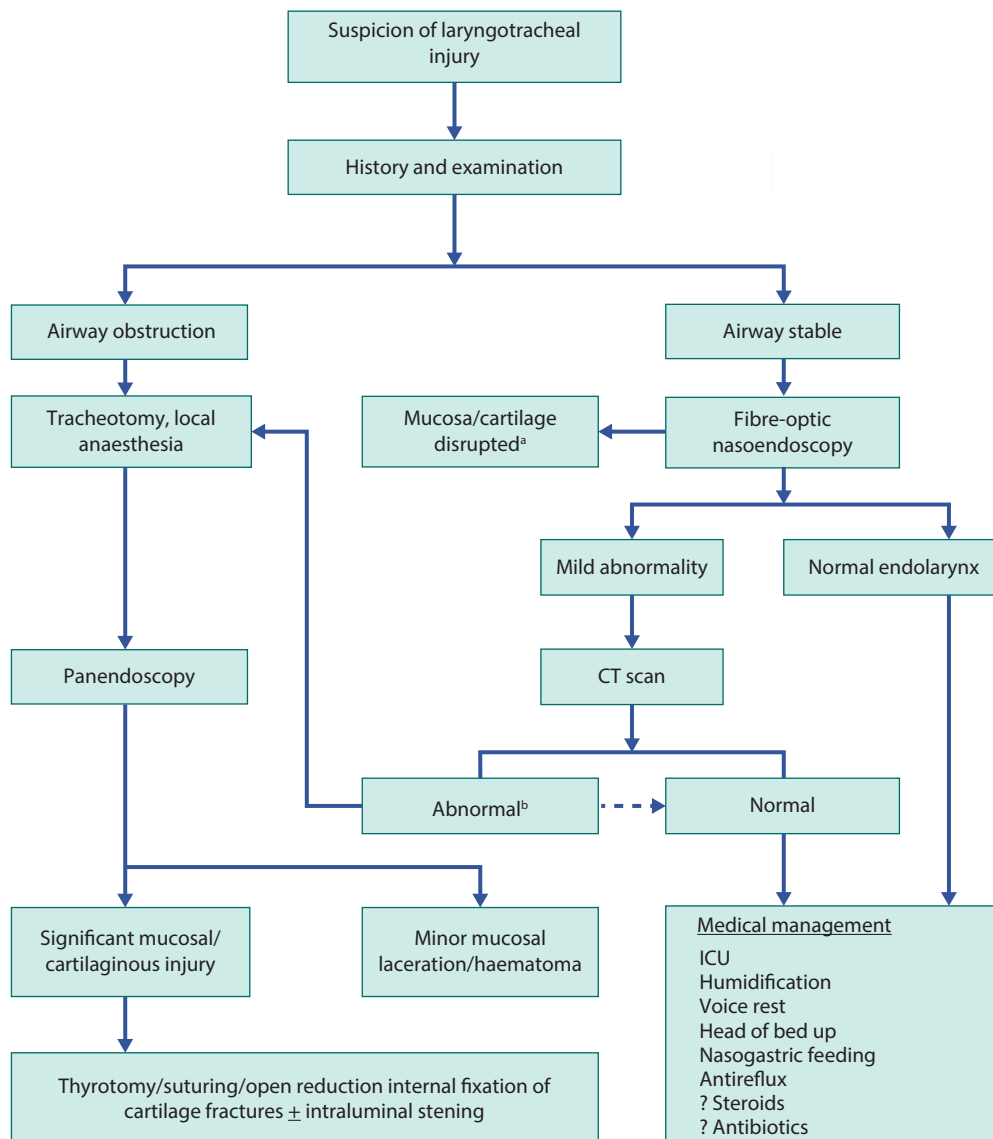 Suspicion of laryngotracheal
injury
History and examination
Airway obstruction
Airway stable
Tracheotomy, local
anaesthesia
Mucosa/cartilage
disruptedᵃ
Fibre-optic
nasoendoscopy
Mild abnormality
Normal endolarynx
Panendoscopy
CT scan
Abnormalᵇ
Normal
Significant mucosal/
cartilaginous injury
Minor mucosal
laceration/haematoma
Medical management
ICU
Humidification
Voice rest
Head of bed up
Nasogastric feeding
Antireflux
? Steroids
? Antibiotics
Thyrotomy/suturing/open reduction internal fixation of
cartilage fractures ± intraluminal stening